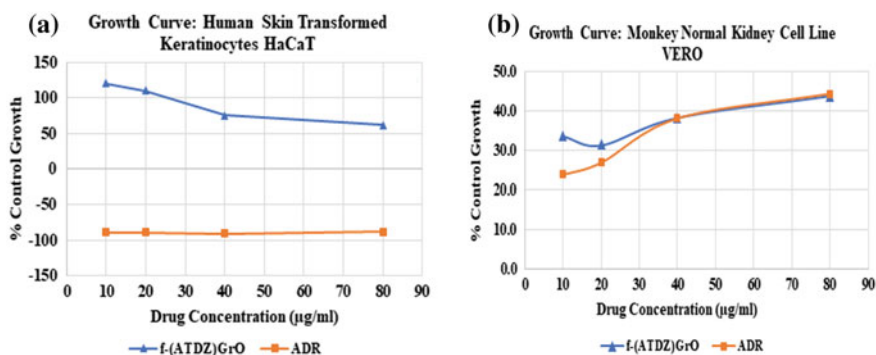 (a)
Growth Curve: Human Skin Transformed
Keratinocytes HaCaT
% Control Growth
150
100
50
0
-50
-100
-150
0 10 20 30 40 50 60 70 80 90
Drug Concentration (µg/ml)
f-(ATDZ)GrO ADR
(b)
Growth Curve: Monkey Normal Kidney Cell Line
VERO
% Control Growth
50.0
40.0
30.0
20.0
10.0
0.0
0 10 20 30 40 50 60 70 80 90
Drug Concentration (µg/ml)
f-(ATDZ)GrO ADR